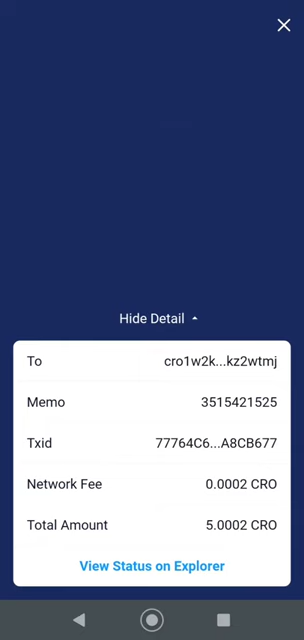 Hide Detail
To cro1w2k...kz2wtmj
Memo 3515421525
Txid 77764C6...A8CB677
Network Fee 0.0002 CRO
Total Amount 5.0002 CRO
View Status on Explorer